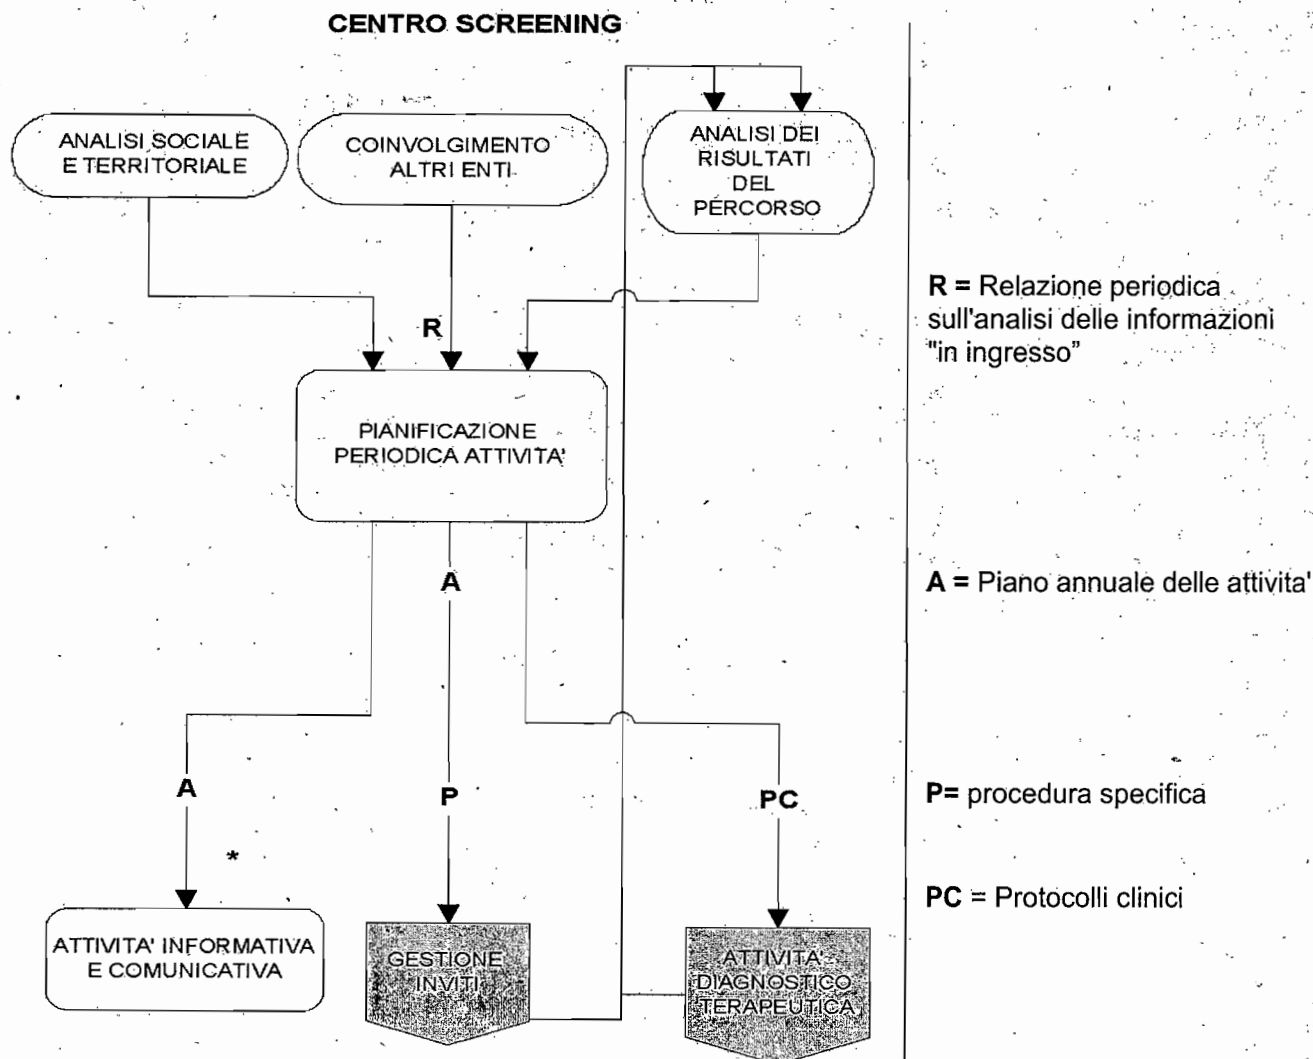 CENTRO SCREENING
ANALISI SOCIALE
E TERRITORIALE
COINVOLGIMENTO
ALTRI ENTI
ANALISI DEI
RISULTATI
DEL
PERCORSO
R = Relazione periodica
sull'analisi delle informazioni
"in ingresso"
R
PIANIFICAZIONE
PERIODICA ATTIVITA'
A
A = Piano annuale delle attivita'
A
P
PC
P= procedura specifica
*
PC = Protocolli clinici
ATTIVITA' INFORMATIVA
E COMUNICATIVA
GESTIONE
INVITI
ATTIVITA'
DIAGNOSTICO
TERAPEUTICA